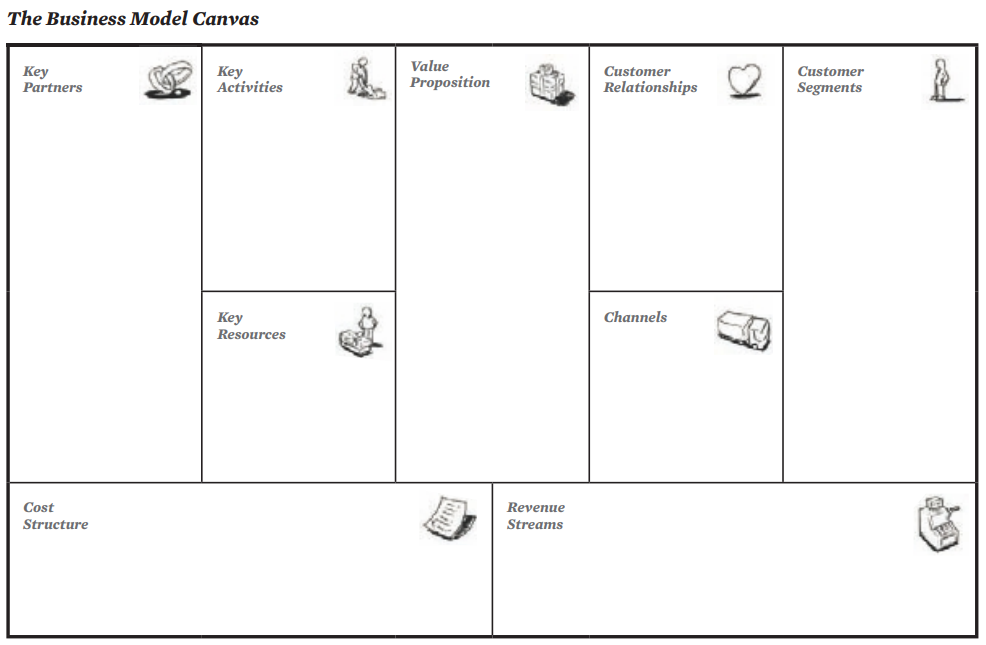 The Business Model Canvas
Key
Partners
Key
Activities
Value
Proposition
Customer
Relationships
Customer
Segments
Key
Resources
Channels
Cost
Structure
Revenue
Streams